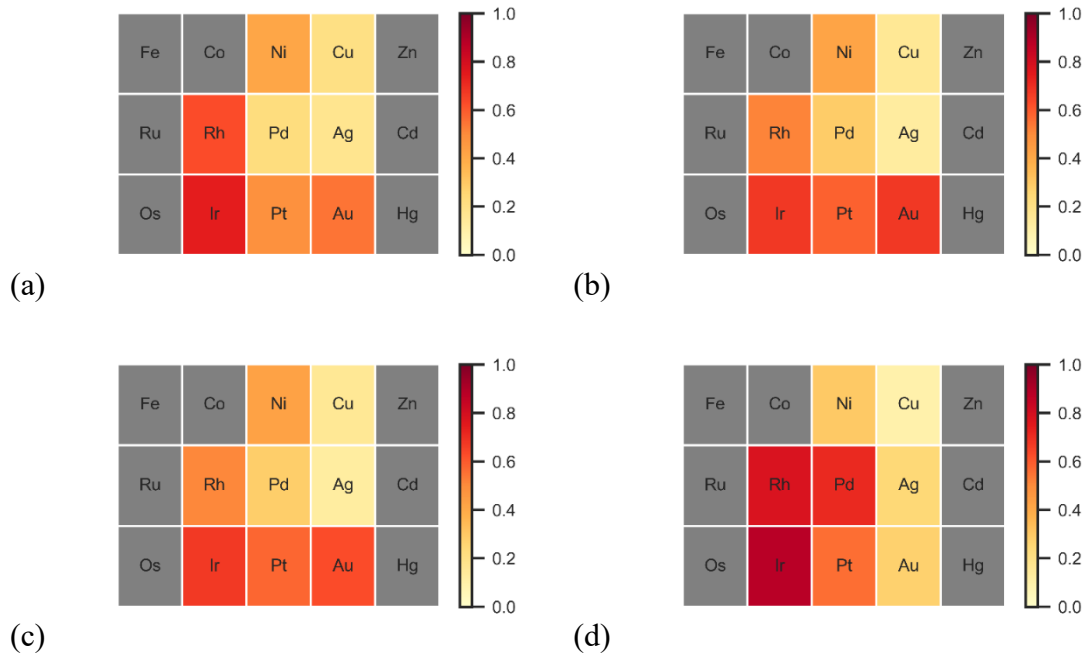 Fe Co Ni Cu Zn
Ru Rh Pd Ag Cd
Os Ir Pt Au Hg
1.0
0.8
0.6
0.4
0.2
0.0
(a)
Fe Co Ni Cu Zn
Ru Rh Pd Ag Cd
Os Ir Pt Au Hg
1.0
0.8
0.6
0.4
0.2
0.0
(b)
Fe Co Ni Cu Zn
Ru Rh Pd Ag Cd
Os Ir Pt Au Hg
1.0
0.8
0.6
0.4
0.2
0.0
(c)
Fe Co Ni Cu Zn
Ru Rh Pd Ag Cd
Os Ir Pt Au Hg
1.0
0.8
0.6
0.4
0.2
0.0
(d)